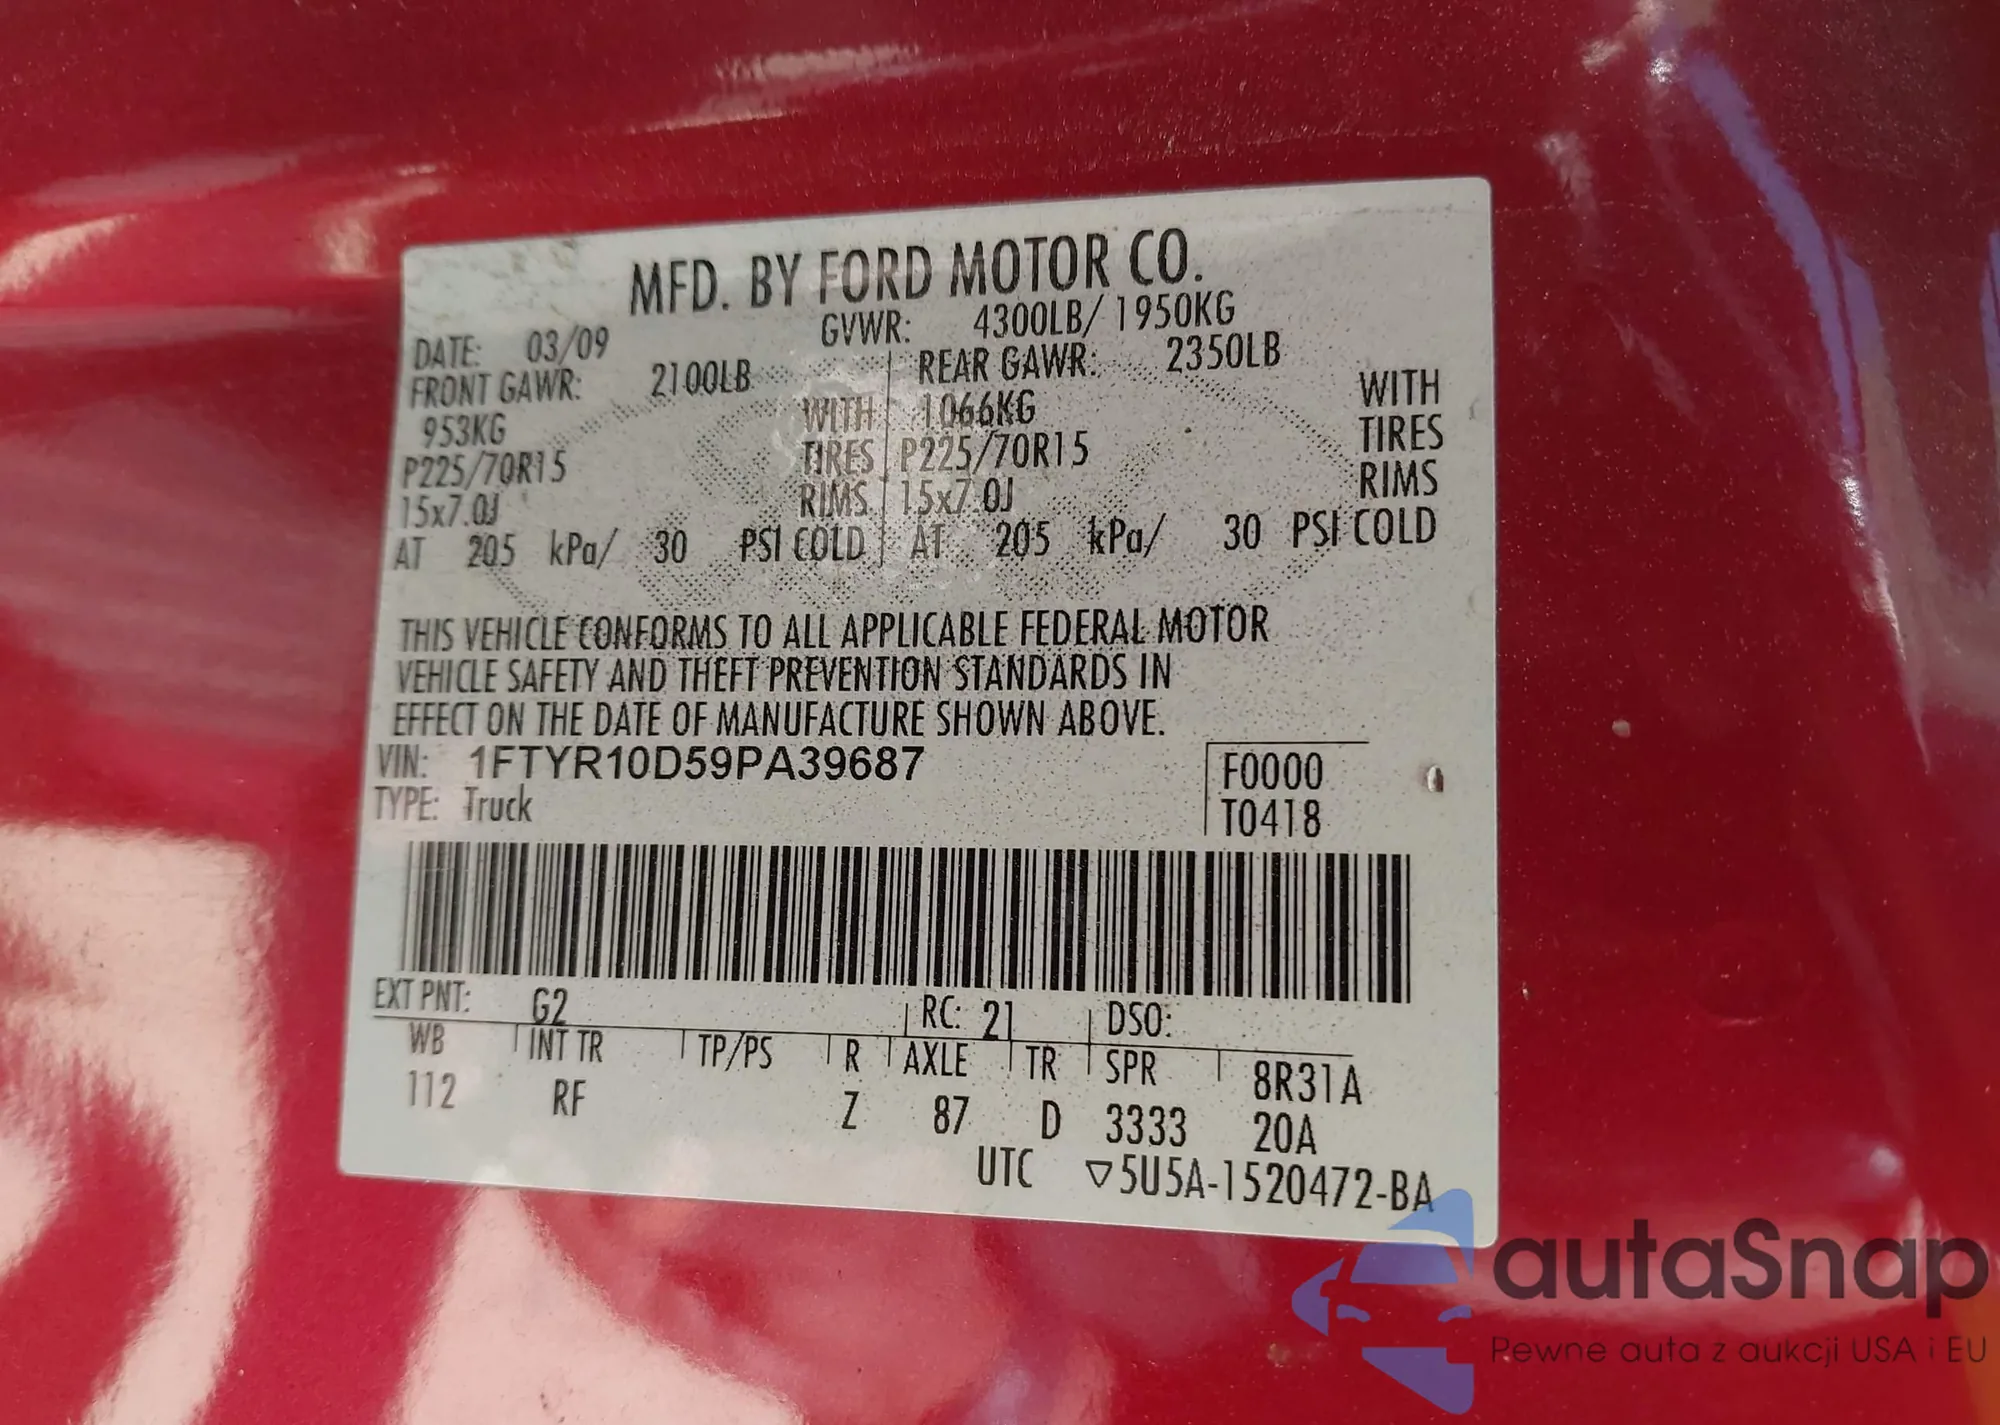 MFD. BY FORD MOTOR CO.
DATE: 03/09 GVWR: 4300LB/ 1950KG
FRONT GAWR: 2100LB REAR GAWR: 2350LB
953KG WITH 1066KG WITH
P225/70R15 TIRES P225/70R15 TIRES
15x7.0J RIMS 15x7.0J RIMS
AT 205 kPa/ 30 PSI COLD AT 205 kPa/ 30 PSI COLD
THIS VEHICLE CONFORMS TO ALL APPLICABLE FEDERAL MOTOR
VEHICLE SAFETY AND THEFT PREVENTION STANDARDS IN
EFFECT ON THE DATE OF MANUFACTURE SHOWN ABOVE.
VIN: 1FTYR10D59PA39687 F0000
TYPE: Truck T0418
EXT PNT: G2 RC: 21 DSO:
WB INT TR TP/PS R AXLE TR SPR 8R31A
112 RF Z 87 D 3333 20A
UTC ▽5U5A-1520472-BA
autaSnap
Pewne auta z aukcji USA i EU